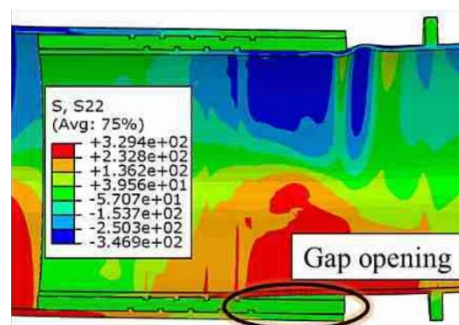 S, S22
(Avg: 75%)
+3.294e+02
+2.328e+02
+1.362e+02
+3.956e+01
-5.707e+01
-1.537e+02
-2.503e+02
-3.469e+02
Gap opening